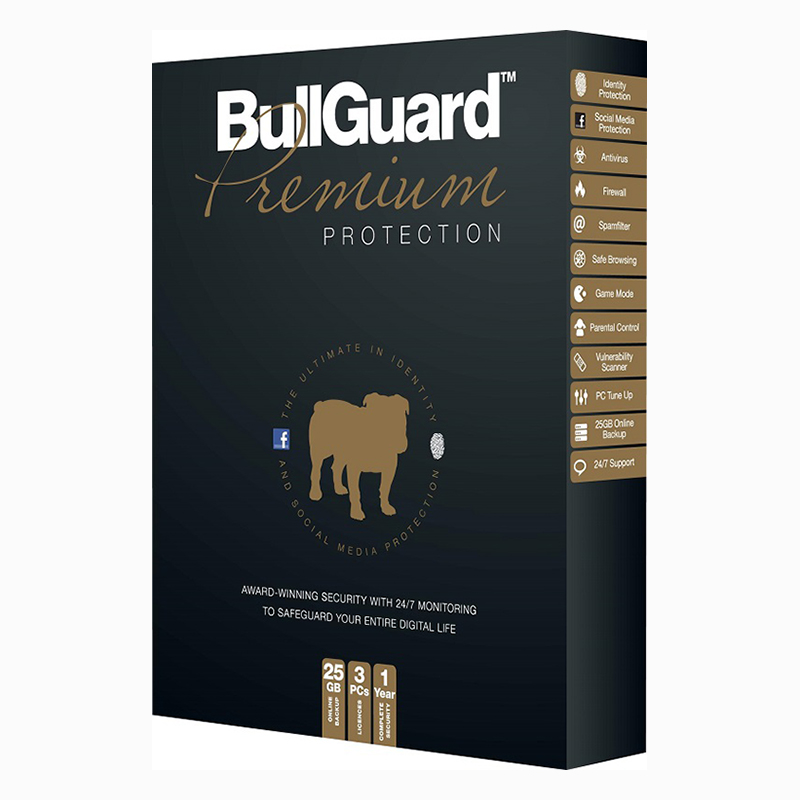 BullGuard™
Premium
PROTECTION
THE ULTIMATE IN IDENTITY
AND SOCIAL MEDIA PROTECTION
AWARD-WINNING SECURITY WITH 24/7 MONITORING
TO SAFEGUARD YOUR ENTIRE DIGITAL LIFE
25
GB
ONLINE
BACKUP
3
PCs
LICENCES
1
Year
COMPLETE
SECURITY
Identity
Protection
Social Media
Protection
Antivirus
Firewall
Spamfilter
Safe Browsing
Game Mode
Parental Control
Vulnerability
Scanner
PC Tune Up
25GB Online
Backup
24/7 Support